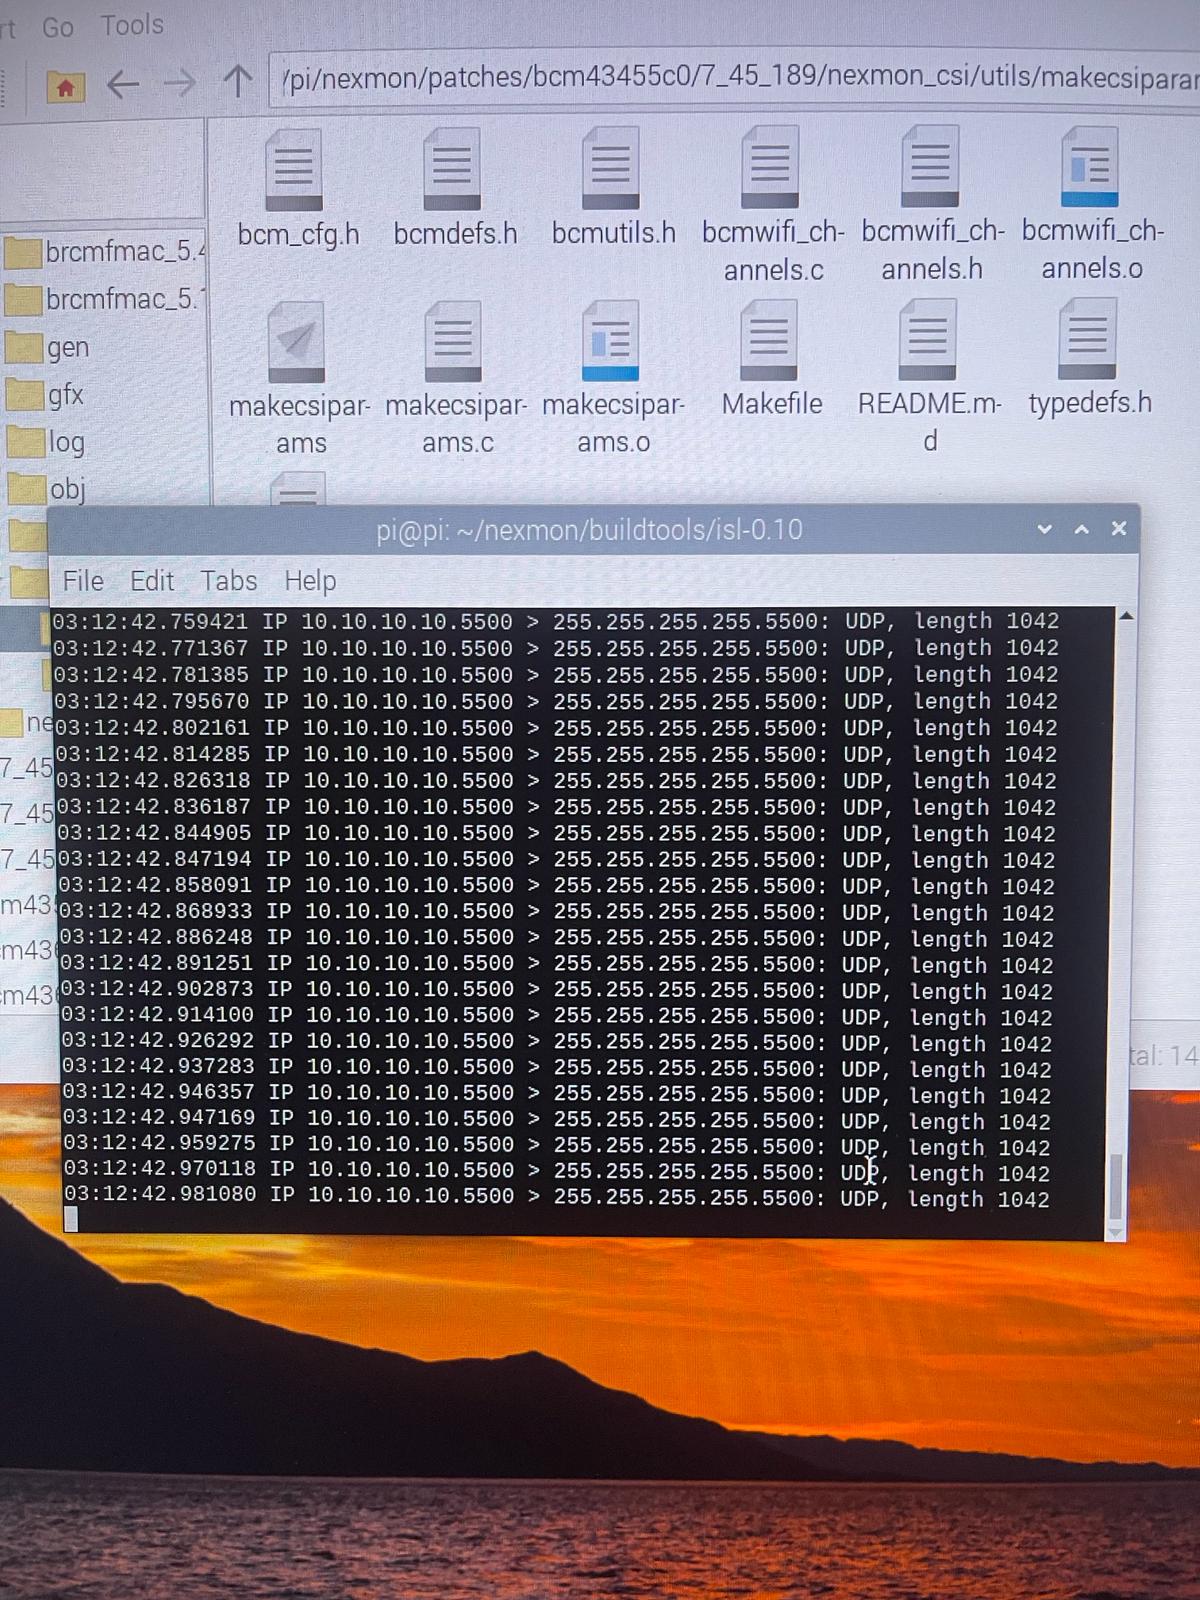 Go Tools
/pi/nexmon/patches/bcm43455c0/7_45_189/nexmon_csi/utils/makecsiparar
bcm_cfg.h bcmdefs.h bcmutils.h bcmwifi_ch- bcmwifi_ch- bcmwifi_ch-
annels.c annels.h annels.o
brcmfmac_5.4
brcmfmac_5.1
gen
gfx
log
obj
makecsipar- makecsipar- makecsipar- Makefile README.m- typedefs.h
ams ams.c ams.o d
pi@pi: ~/nexmon/buildtools/isl-0.10
File Edit Tabs Help
03:12:42.759421 IP 10.10.10.10.5500 > 255.255.255.255.5500: UDP, length 1042
03:12:42.771367 IP 10.10.10.10.5500 > 255.255.255.255.5500: UDP, length 1042
03:12:42.781385 IP 10.10.10.10.5500 > 255.255.255.255.5500: UDP, length 1042
03:12:42.795670 IP 10.10.10.10.5500 > 255.255.255.255.5500: UDP, length 1042
03:12:42.802161 IP 10.10.10.10.5500 > 255.255.255.255.5500: UDP, length 1042
03:12:42.814285 IP 10.10.10.10.5500 > 255.255.255.255.5500: UDP, length 1042
03:12:42.826318 IP 10.10.10.10.5500 > 255.255.255.255.5500: UDP, length 1042
03:12:42.836187 IP 10.10.10.10.5500 > 255.255.255.255.5500: UDP, length 1042
03:12:42.844905 IP 10.10.10.10.5500 > 255.255.255.255.5500: UDP, length 1042
03:12:42.847194 IP 10.10.10.10.5500 > 255.255.255.255.5500: UDP, length 1042
03:12:42.858091 IP 10.10.10.10.5500 > 255.255.255.255.5500: UDP, length 1042
03:12:42.868933 IP 10.10.10.10.5500 > 255.255.255.255.5500: UDP, length 1042
03:12:42.886248 IP 10.10.10.10.5500 > 255.255.255.255.5500: UDP, length 1042
03:12:42.891251 IP 10.10.10.10.5500 > 255.255.255.255.5500: UDP, length 1042
03:12:42.902873 IP 10.10.10.10.5500 > 255.255.255.255.5500: UDP, length 1042
03:12:42.914100 IP 10.10.10.10.5500 > 255.255.255.255.5500: UDP, length 1042
03:12:42.926292 IP 10.10.10.10.5500 > 255.255.255.255.5500: UDP, length 1042
03:12:42.937283 IP 10.10.10.10.5500 > 255.255.255.255.5500: UDP, length 1042
03:12:42.946357 IP 10.10.10.10.5500 > 255.255.255.255.5500: UDP, length 1042
03:12:42.947169 IP 10.10.10.10.5500 > 255.255.255.255.5500: UDP, length 1042
03:12:42.959275 IP 10.10.10.10.5500 > 255.255.255.255.5500: UDP, length 1042
03:12:42.970118 IP 10.10.10.10.5500 > 255.255.255.255.5500: UDP, length 1042
03:12:42.981080 IP 10.10.10.10.5500 > 255.255.255.255.5500: UDP, length 1042
ne
7_45
7_45
7_45
m43
m43
m43
tal: 14